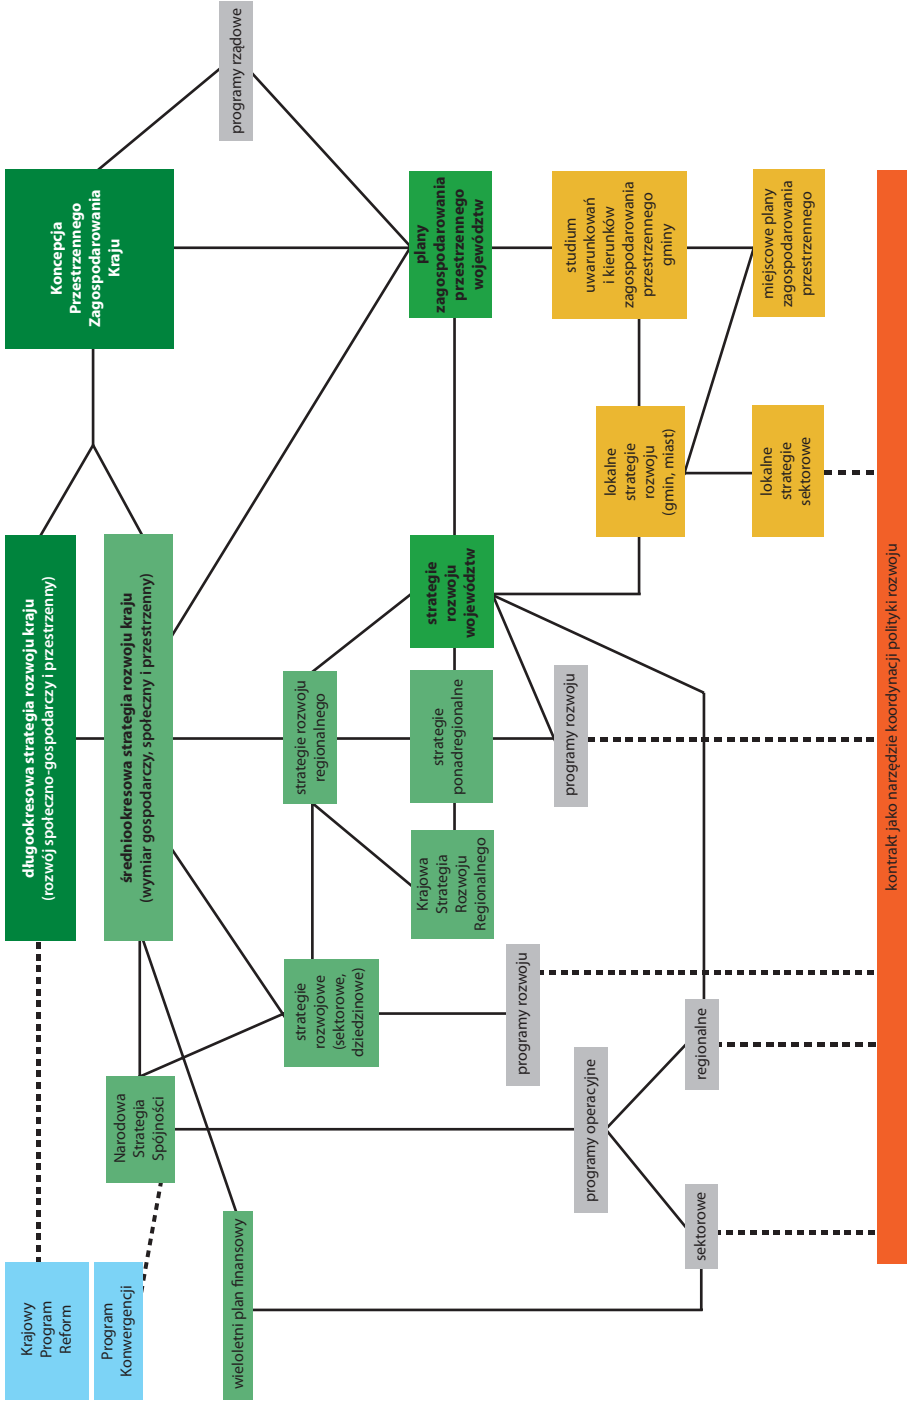 Krajowy
Program
Reform
długookresowa strategia rozwoju kraju
(rozwój społeczno-gospodarczy i przestrzenny)
Koncepcja
Przestrzennego
Zagospodarowania
Kraju
Program
Konwergencji
Narodowa
Strategia
Spójności
średniookresowa strategia rozwoju kraju
(wymiar gospodarczy, społeczny i przestrzenny)
wieloletni plan finansowy
programy rządowe
strategie
rozwojowe
(sektorowe,
dziedzinowe)
strategie rozwoju
regionalnego
Krajowa
Strategia
Rozwoju
Regionalnego
strategie
ponadregionalne
strategie
rozwoju
województw
plany
zagospodarowania
przestrzennego
województw
programy rozwoju
programy operacyjne
programy rozwoju
studium
uwarunkowań
i kierunków
zagospodarowania
przestrzennego
gminy
lokalne
strategie
rozwoju
(gmin, miast)
sektorowe
regionalne
lokalne
strategie
sektorowe
miejscowe plany
zagospodarowania
przestrzennego
kontrakt jako narzędzie koordynacji polityki rozwoju